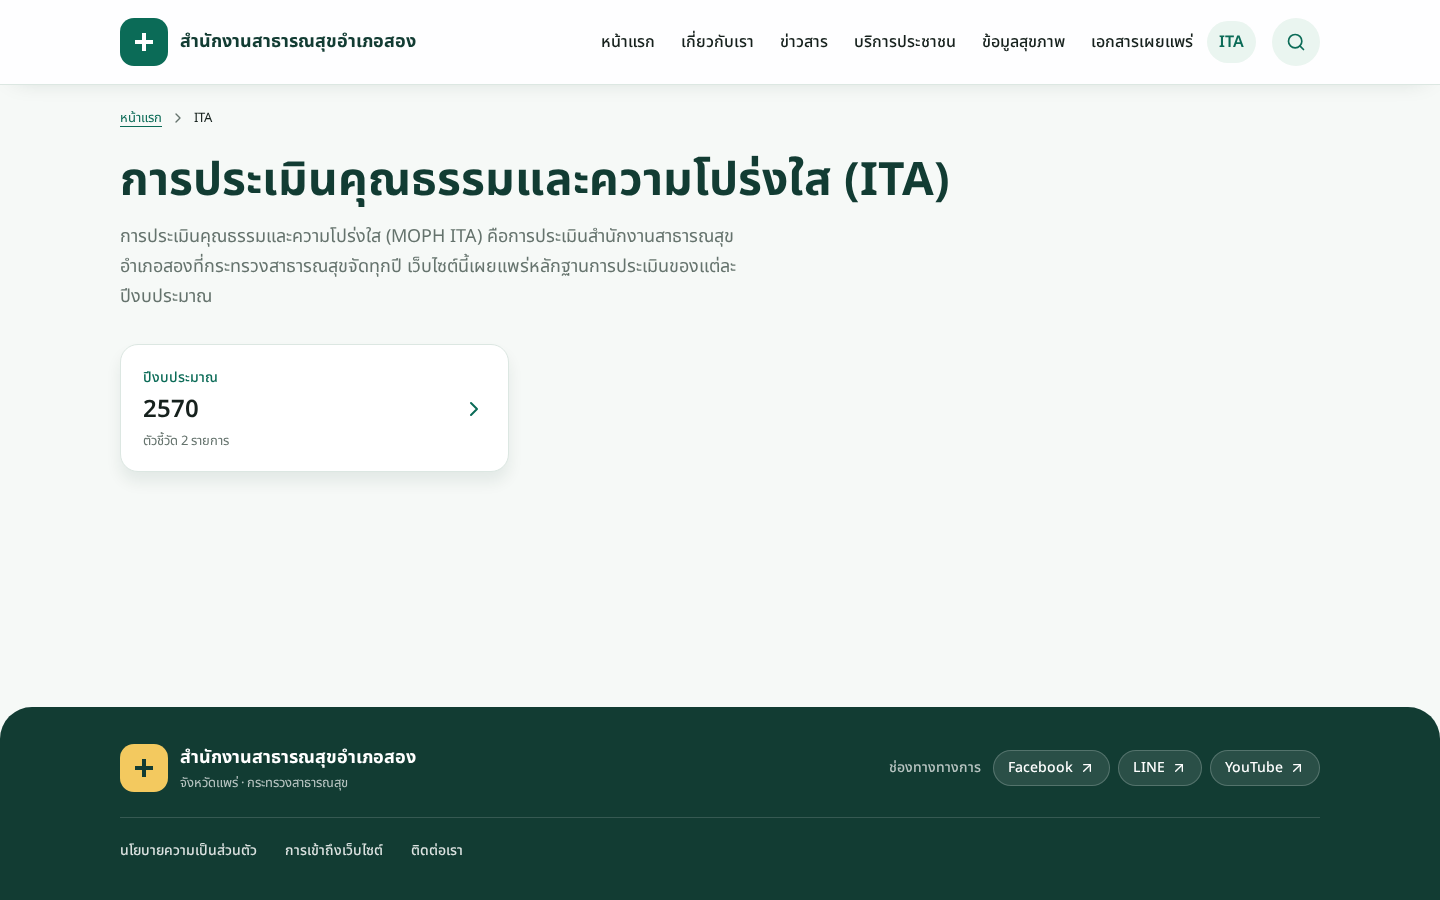 สำนักงานสาธารณสุขอำเภอสอง
หน้าแรก
เกี่ยวกับเรา
ข่าวสาร
บริการประชาชน
ข้อมูลสุขภาพ
เอกสารเผยแพร่
ITA
หน้าแรก
ITA
การประเมินคุณธรรมและความโปร่งใส (ITA)
การประเมินคุณธรรมและความโปร่งใส (MOPH ITA) คือการประเมินสำนักงานสาธารณสุข
อำเภอสองที่กระทรวงสาธารณสุขจัดทุกปี เว็บไซต์นี้เผยแพร่หลักฐานการประเมินของแต่ละ
ปีงบประมาณ
ปีงบประมาณ
2570
ตัวชี้วัด 2 รายการ
สำนักงานสาธารณสุขอำเภอสอง
จังหวัดแพร่ · กระทรวงสาธารณสุข
ช่องทางทางการ
Facebook
LINE
YouTube
นโยบายความเป็นส่วนตัว
การเข้าถึงเว็บไซต์
ติดต่อเรา